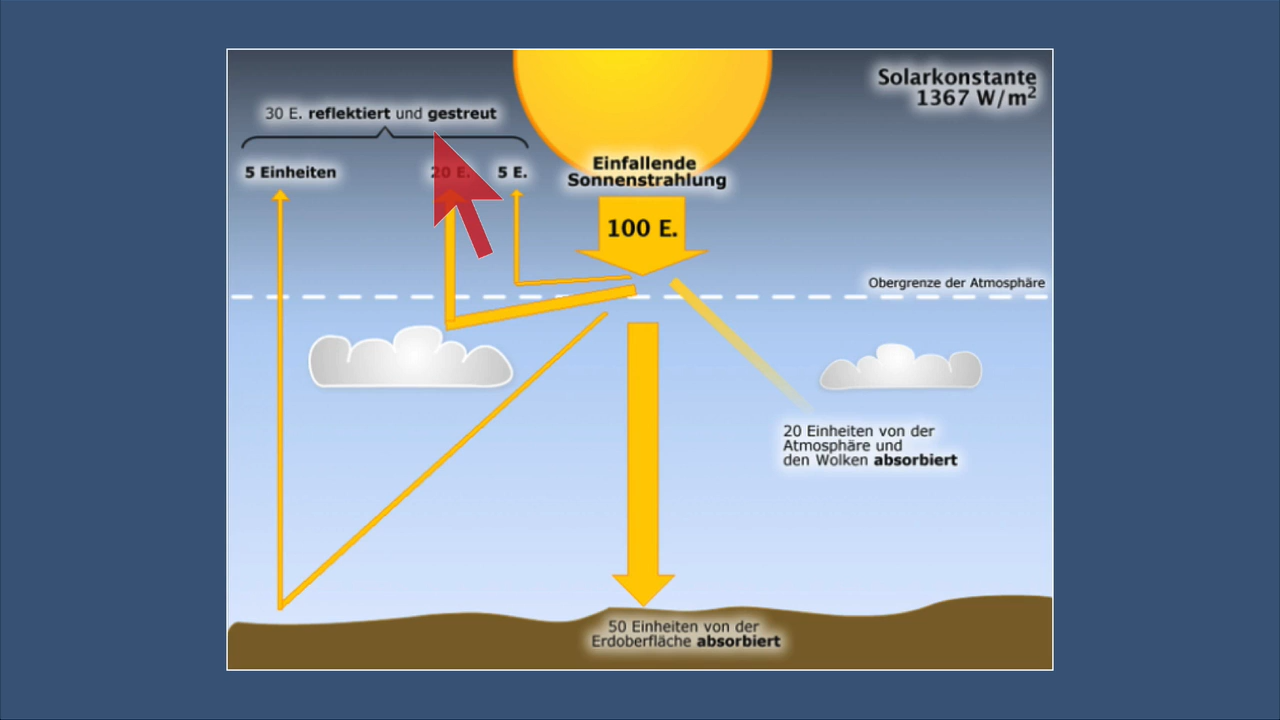 Solarkonstante
1367 W/m²
30 E. reflektiert und gestreut
5 Einheiten
20 E.
5 E.
Einfallende
Sonnenstrahlung
100 E.
Obergrenze der Atmosphäre
20 Einheiten von der
Atmosphäre und
den Wolken absorbiert
50 Einheiten von der
Erdoberfläche absorbiert